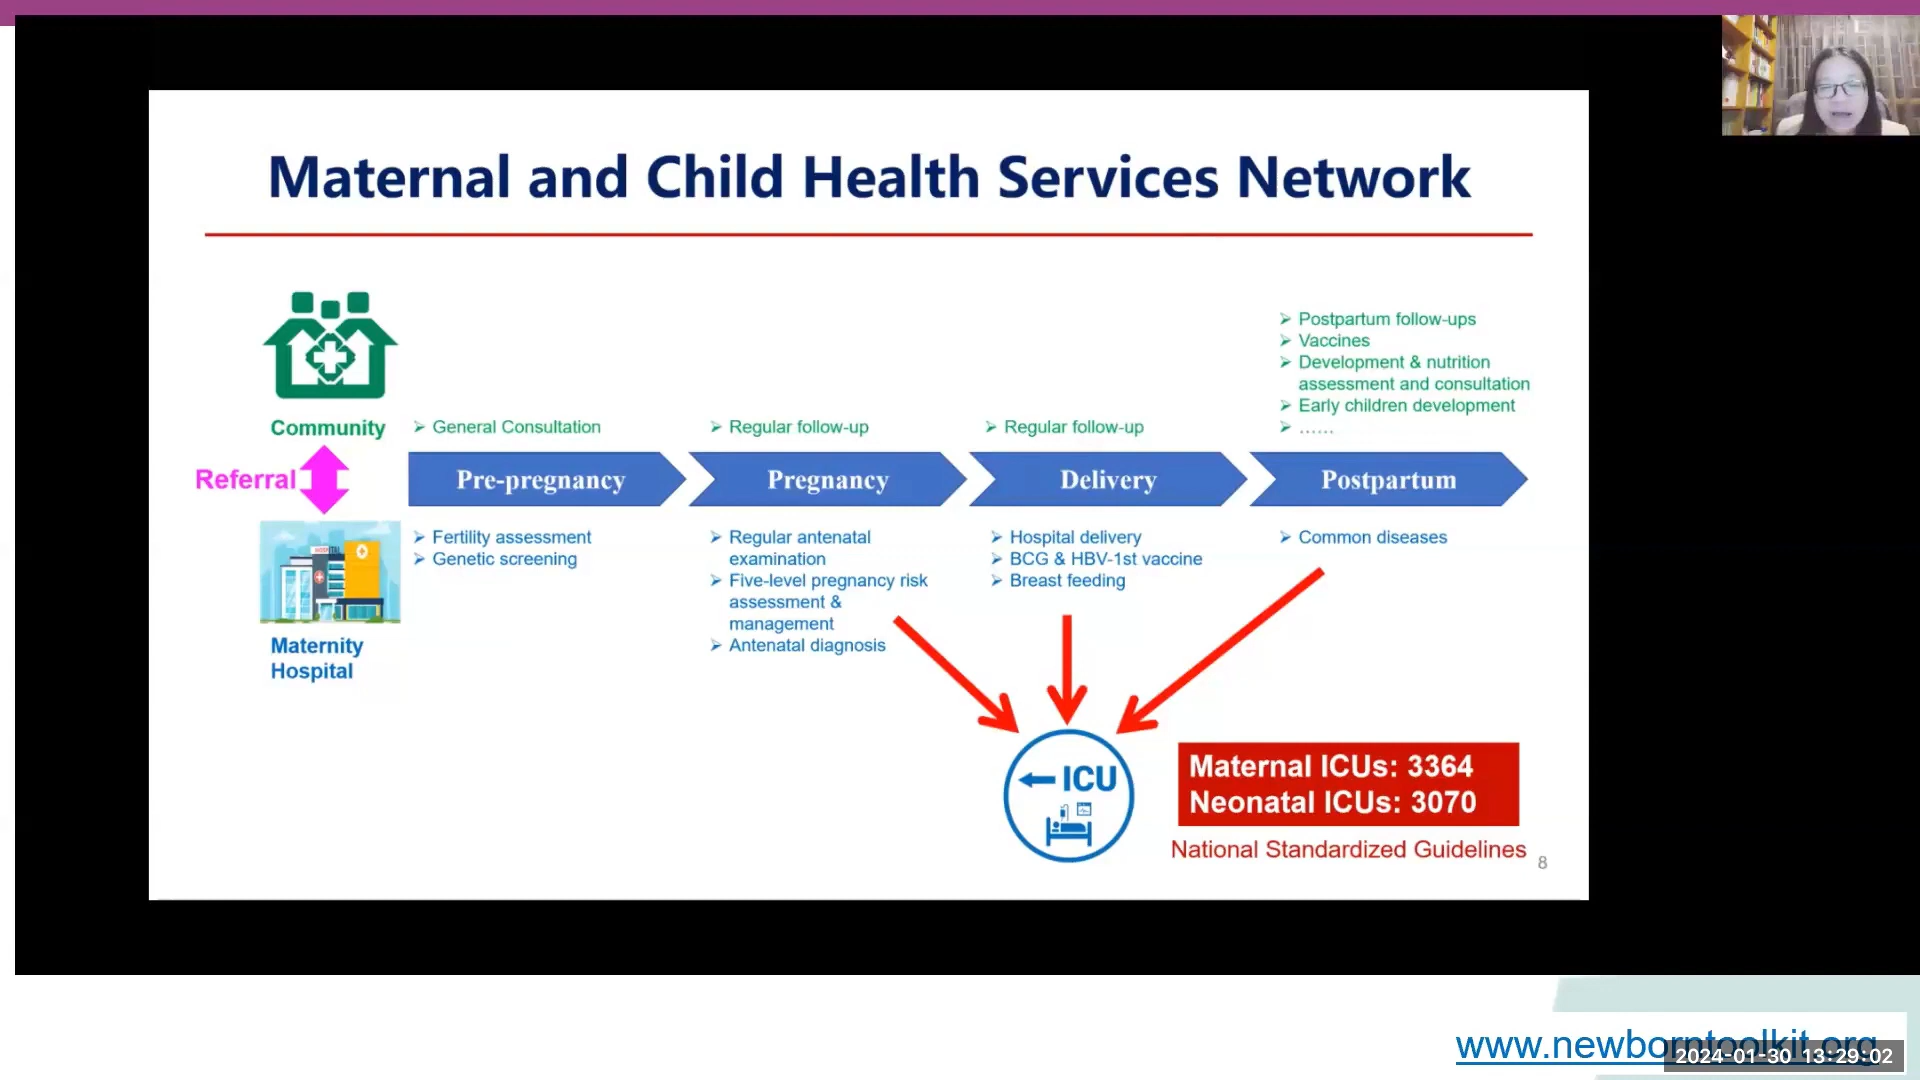 Maternal and Child Health Services Network
Community
Referral
Maternity
Hospital
HOSPITAL
➢ General Consultation
➢ Regular follow-up
➢ Regular follow-up
➢ Postpartum follow-ups
➢ Vaccines
➢ Development & nutrition
assessment and consultation
➢ Early children development
➢ ......
Pre-pregnancy
Pregnancy
Delivery
Postpartum
➢ Fertility assessment
➢ Genetic screening
➢ Regular antenatal
examination
➢ Five-level pregnancy risk
assessment &
management
➢ Antenatal diagnosis
➢ Hospital delivery
➢ BCG & HBV-1st vaccine
➢ Breast feeding
➢ Common diseases
ICU
Maternal ICUs: 3364
Neonatal ICUs: 3070
National Standardized Guidelines
8
www.newborntoolkit.org
2024-01-30 13:29:02